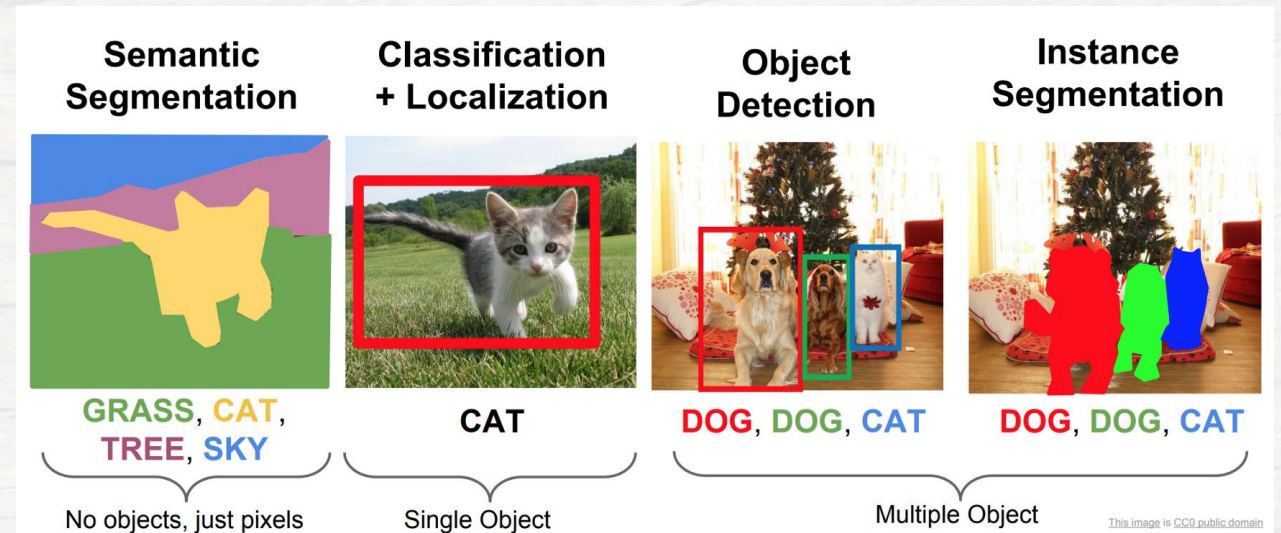 Semantic
Segmentation
Classification
+ Localization
Object
Detection
Instance
Segmentation
GRASS, CAT,
TREE, SKY
CAT
DOG, DOG, CAT
DOG, DOG, CAT
No objects, just pixels
Single Object
Multiple Object
This image is CC0 public domain